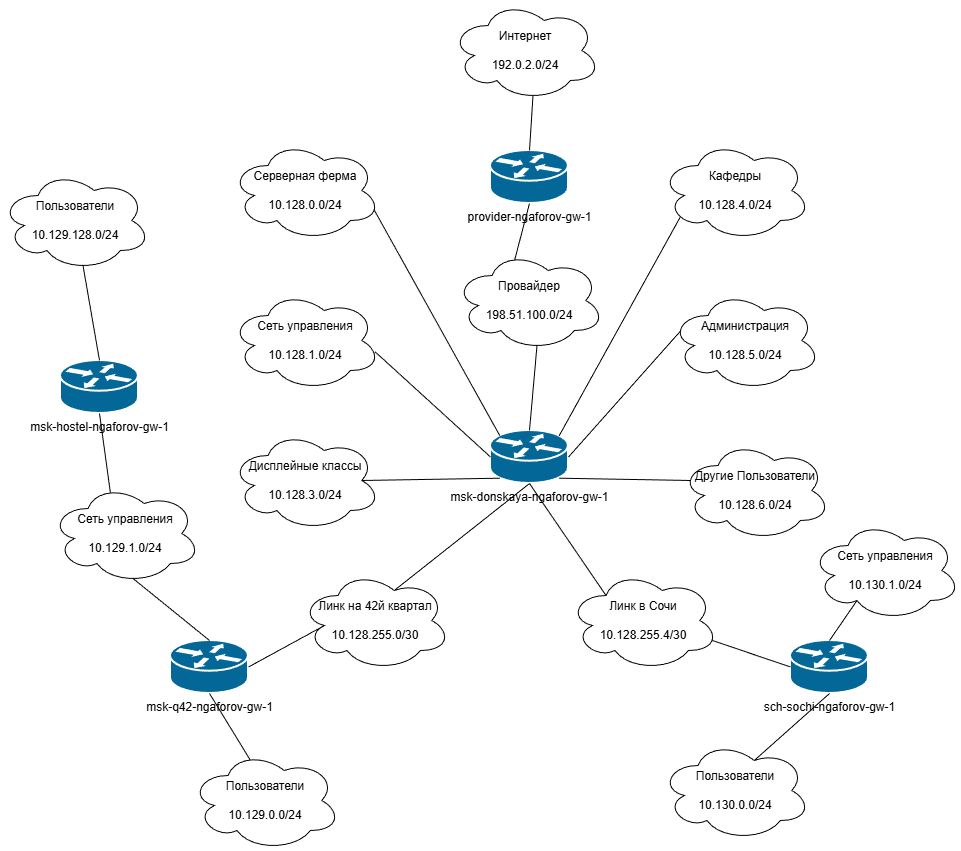 Интернет
192.0.2.0/24
Серверная ферма
10.128.0.0/24
Кафедры
10.128.4.0/24
provider-ngaforov-gw-1
Пользователи
10.129.128.0/24
Провайдер
198.51.100.0/24
Сеть управления
10.128.1.0/24
Администрация
10.128.5.0/24
msk-hostel-ngaforov-gw-1
Дисплейные классы
10.128.3.0/24
msk-donskaya-ngaforov-gw-1
Другие Пользователи
10.128.6.0/24
Сеть управления
10.129.1.0/24
Сеть управления
10.130.1.0/24
Линк на 42й квартал
10.128.255.0/30
Линк в Сочи
10.128.255.4/30
msk-q42-ngaforov-gw-1
sch-sochi-ngaforov-gw-1
Пользователи
10.129.0.0/24
Пользователи
10.130.0.0/24